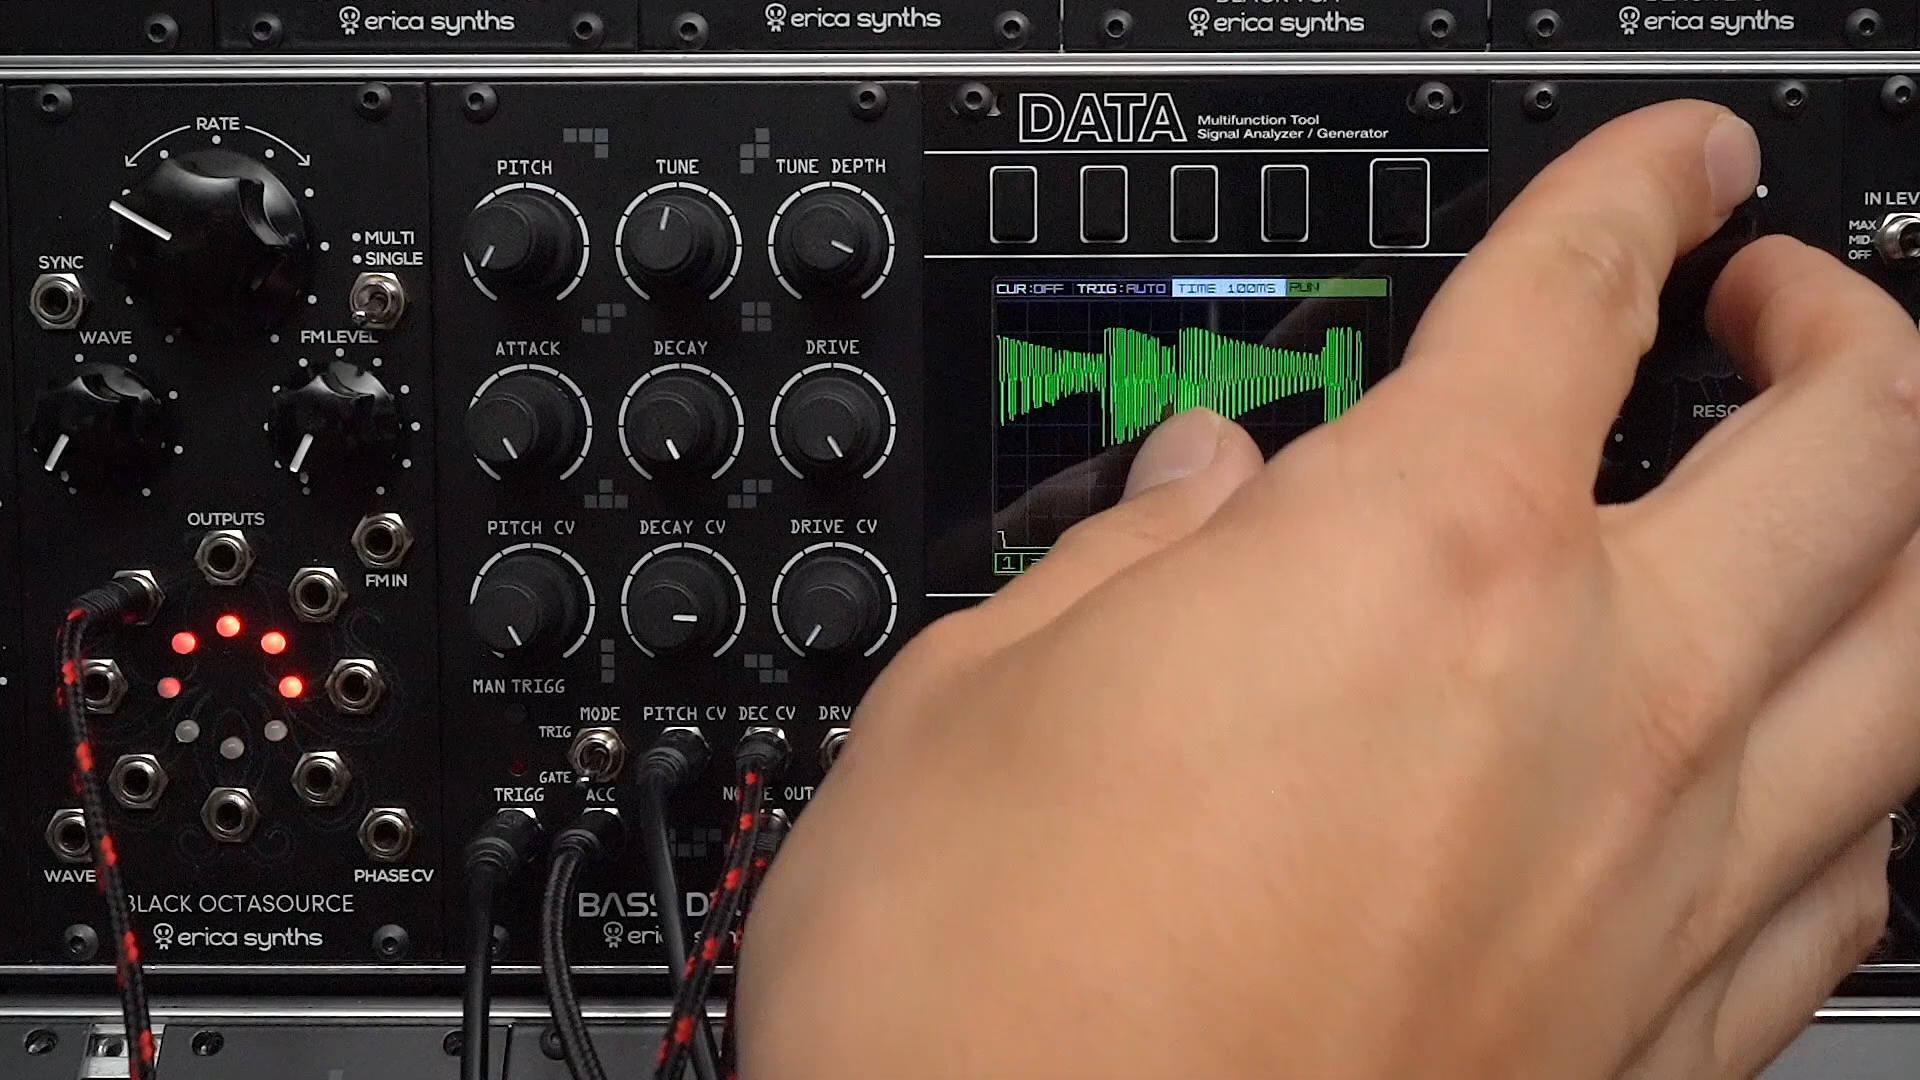 erica synths
erica synths
erica synths
erica synths
RATE
SYNC
MULTI
SINGLE
WAVE
FM LEVEL
OUTPUTS
FM IN
WAVE
PHASE CV
BLACK OCTASOURCE
erica synths
PITCH
TUNE
TUNE DEPTH
ATTACK
DECAY
DRIVE
PITCH CV
DECAY CV
DRIVE CV
MAN TRIGG
MODE
TRIG
GATE
PITCH CV
DEC CV
DRV
TRIGG
ACC
OUT
BASS
DATA
Multifunction Tool
Signal Analyzer / Generator
CUR:OFF TRIG:AUTO TIME 100MS RUN
1
IN LEV
MAX
MID
OFF
RESO